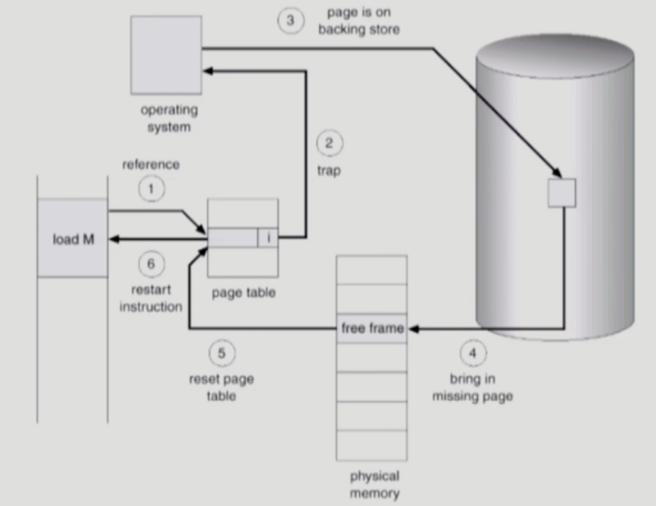 3
page is on
backing store
operating
system
2
trap
reference
1
load M
i
6
restart
instruction
page table
free frame
5
reset page
table
4
bring in
missing page
physical
memory